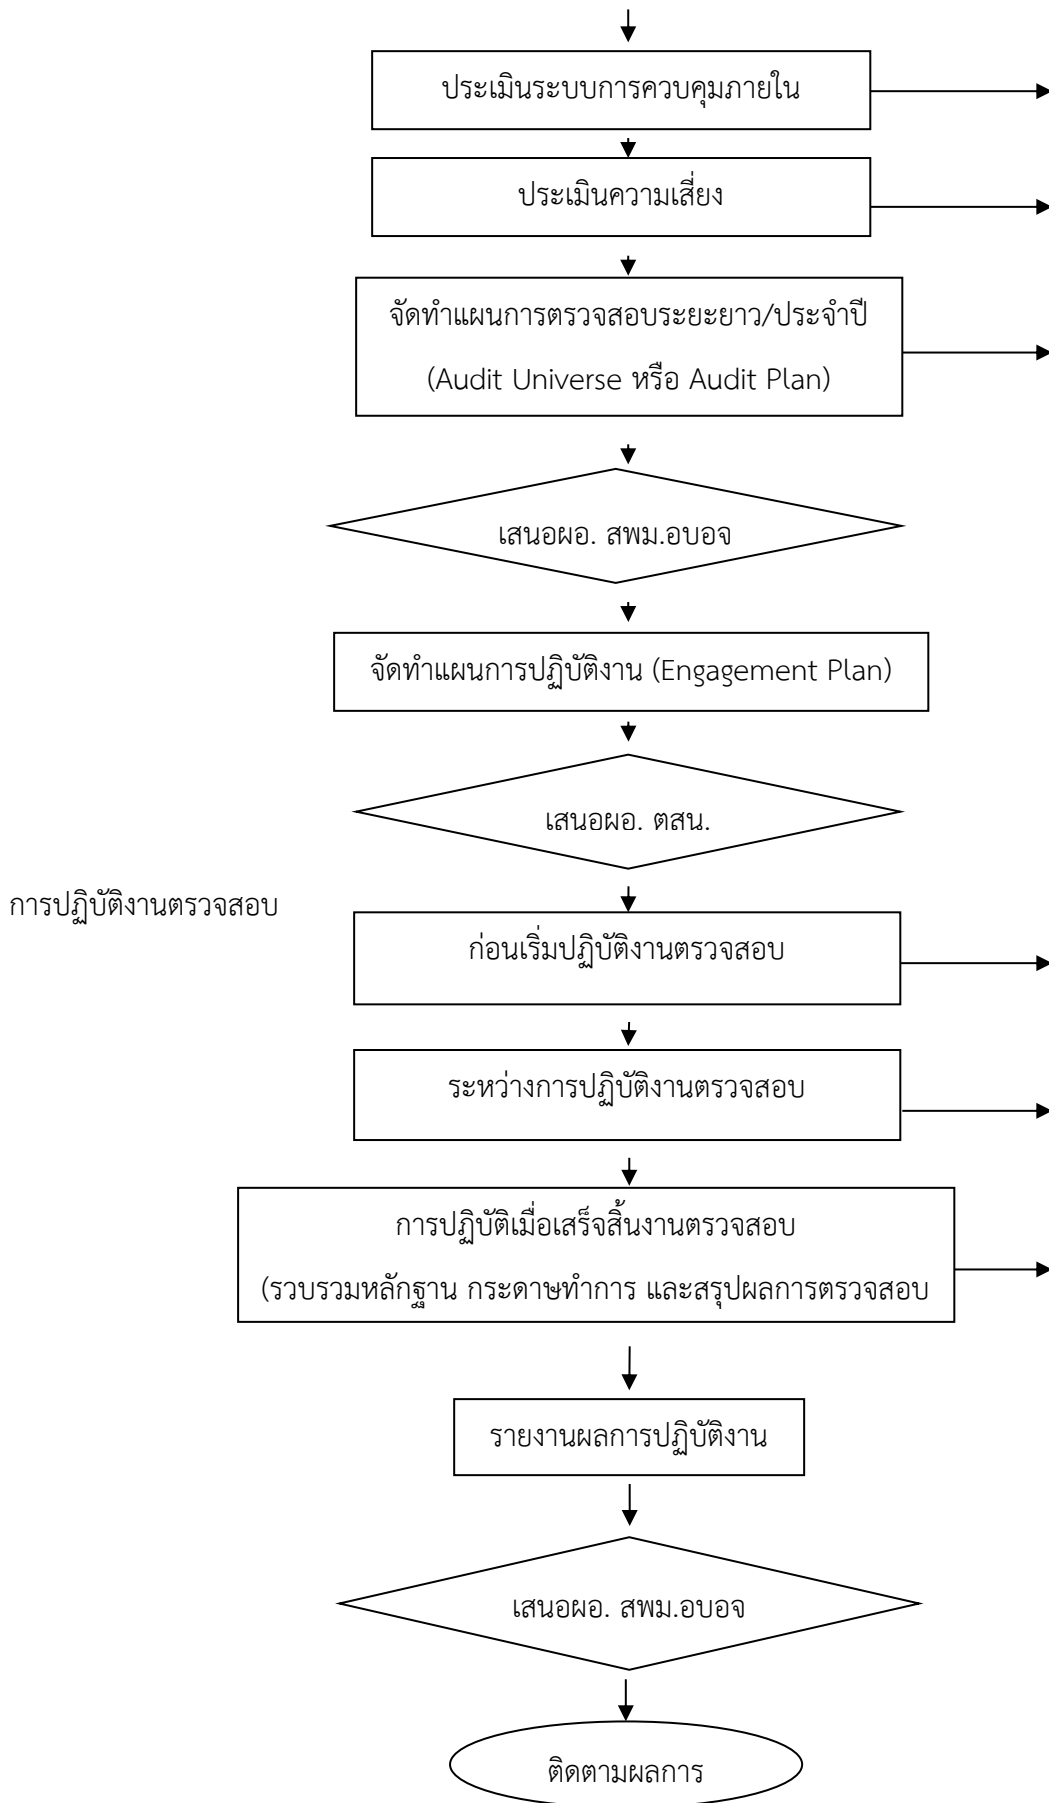 ประเมินระบบการควบคุมภายใน
ประเมินความเสี่ยง
จัดทำแผนการตรวจสอบระยะยาว/ประจำปี
(Audit Universe หรือ Audit Plan)
เสนอผอ. สพม.อบอจ
จัดทำแผนการปฏิบัติงาน (Engagement Plan)
เสนอผอ. ตสน.
การปฏิบัติงานตรวจสอบ
ก่อนเริ่มปฏิบัติงานตรวจสอบ
ระหว่างการปฏิบัติงานตรวจสอบ
การปฏิบัติเมื่อเสร็จสิ้นงานตรวจสอบ
(รวบรวมหลักฐาน กระดาษทำการ และสรุปผลการตรวจสอบ
รายงานผลการปฏิบัติงาน
เสนอผอ. สพม.อบอจ
ติดตามผลการ